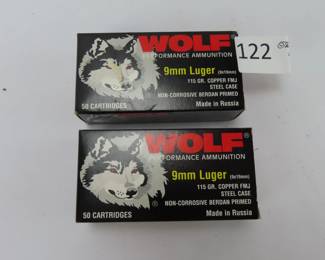 WOLF
122
PERFORMANCE AMMUNITION
9mm Luger (9x19mm)
115 GR. COPPER FMJ
STEEL CASE
50 CARTRIDGES
NON-CORROSIVE BERDAN PRIMED
Made in Russia
WOLF®
FORMANCE AMMUNITION
9mm Luger (9x19mm)
115 GR. COPPER FMJ
STEEL CASE
®
NON-CORROSIVE BERDAN PRIMED
50 CARTRIDGES
Made in Russia